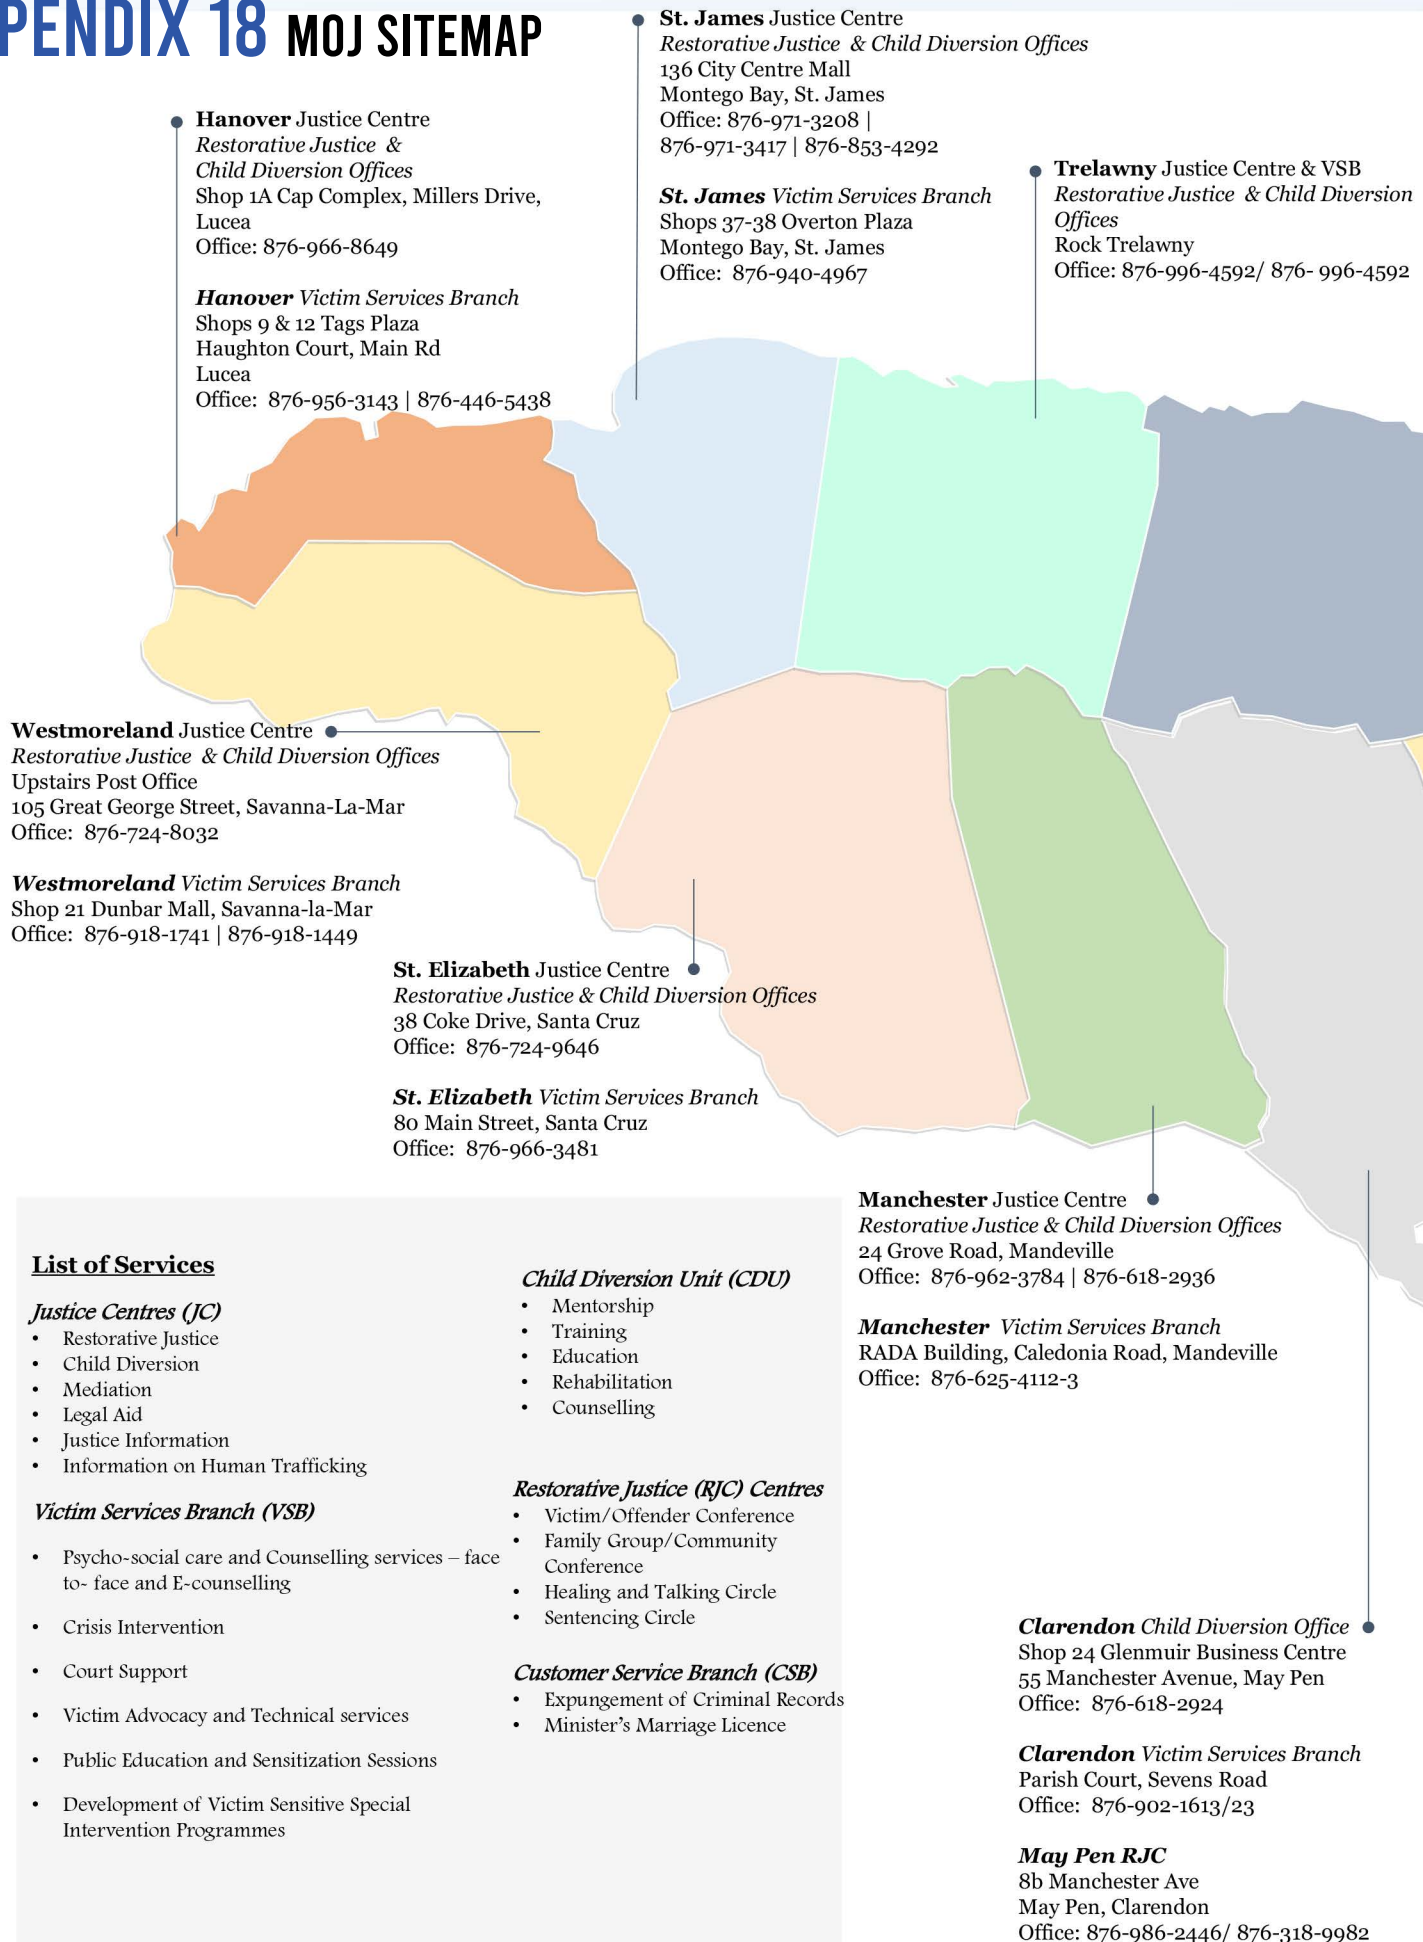 PENDIX 18 MOJ SITEMAP
St. James Justice Centre
Restorative Justice & Child Diversion Offices
136 City Centre Mall
Montego Bay, St. James
Office: 876-971-3208 |
876-971-3417 | 876-853-4292
St. James Victim Services Branch
Shops 37-38 Overton Plaza
Montego Bay, St. James
Office: 876-940-4967
Hanover Justice Centre
Restorative Justice &
Child Diversion Offices
Shop 1A Cap Complex, Millers Drive,
Lucea
Office: 876-966-8649
Hanover Victim Services Branch
Shops 9 & 12 Tags Plaza
Haughton Court, Main Rd
Lucea
Office: 876-956-3143 | 876-446-5438
Trelawny Justice Centre & VSB
Restorative Justice & Child Diversion
Offices
Rock Trelawny
Office: 876-996-4592/ 876- 996-4592
Westmoreland Justice Centre
Restorative Justice & Child Diversion Offices
Upstairs Post Office
105 Great George Street, Savanna-La-Mar
Office: 876-724-8032
Westmoreland Victim Services Branch
Shop 21 Dunbar Mall, Savanna-la-Mar
Office: 876-918-1741 | 876-918-1449
St. Elizabeth Justice Centre
Restorative Justice & Child Diversion Offices
38 Coke Drive, Santa Cruz
Office: 876-724-9646
St. Elizabeth Victim Services Branch
80 Main Street, Santa Cruz
Office: 876-966-3481
Manchester Justice Centre
Restorative Justice & Child Diversion Offices
24 Grove Road, Mandeville
Office: 876-962-3784 | 876-618-2936
Manchester Victim Services Branch
RADA Building, Caledonia Road, Mandeville
Office: 876-625-4112-3
List of Services
Justice Centres (JC)
• Restorative Justice
• Child Diversion
• Mediation
• Legal Aid
• Justice Information
• Information on Human Trafficking
Victim Services Branch (VSB)
• Psycho-social care and Counselling services – face
to- face and E-counselling
• Crisis Intervention
• Court Support
• Victim Advocacy and Technical services
• Public Education and Sensitization Sessions
• Development of Victim Sensitive Special
Intervention Programmes
Child Diversion Unit (CDU)
• Mentorship
• Training
• Education
• Rehabilitation
• Counselling
Restorative Justice (RJC) Centres
• Victim/Offender Conference
• Family Group/Community
Conference
• Healing and Talking Circle
• Sentencing Circle
Customer Service Branch (CSB)
• Expungement of Criminal Records
• Minister's Marriage Licence
Clarendon Child Diversion Office
Shop 24 Glenmuir Business Centre
55 Manchester Avenue, May Pen
Office: 876-618-2924
Clarendon Victim Services Branch
Parish Court, Sevens Road
Office: 876-902-1613/23
May Pen RJC
8b Manchester Ave
May Pen, Clarendon
Office: 876-986-2446/ 876-318-9982